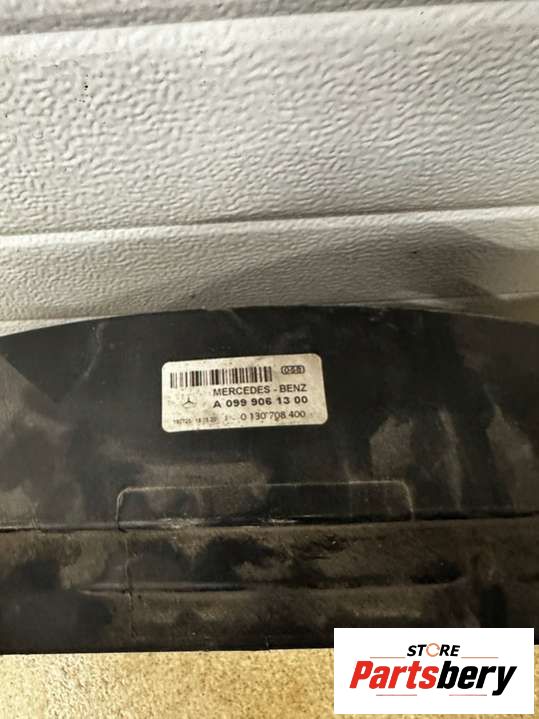 MERCEDES - BENZ
A 099 906 13 00
0 130 708 400
STORE
Partsbery